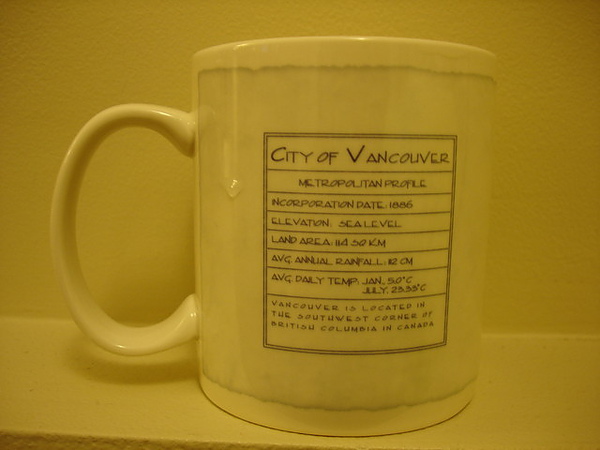 CITY OF VANCOUVER
METROPOLITAN PROFILE
INCORPORATION DATE: 1886
ELEVATION: SEA LEVEL
LAND AREA: 114 SQ KM
AVG. ANNUAL RAINFALL: 112 CM
AVG. DAILY TEMP: JAN. 5.0°C
JULY. 23.33°C
VANCOUVER IS LOCATED IN
THE SOUTHWEST CORNER OF
BRITISH COLUMBIA IN CANADA